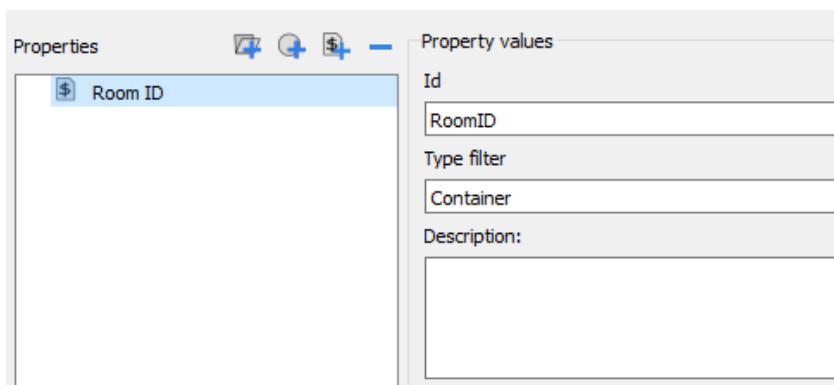 Properties
$
$
Room ID
Property values
Id
RoomID
Type filter
Container
Description: